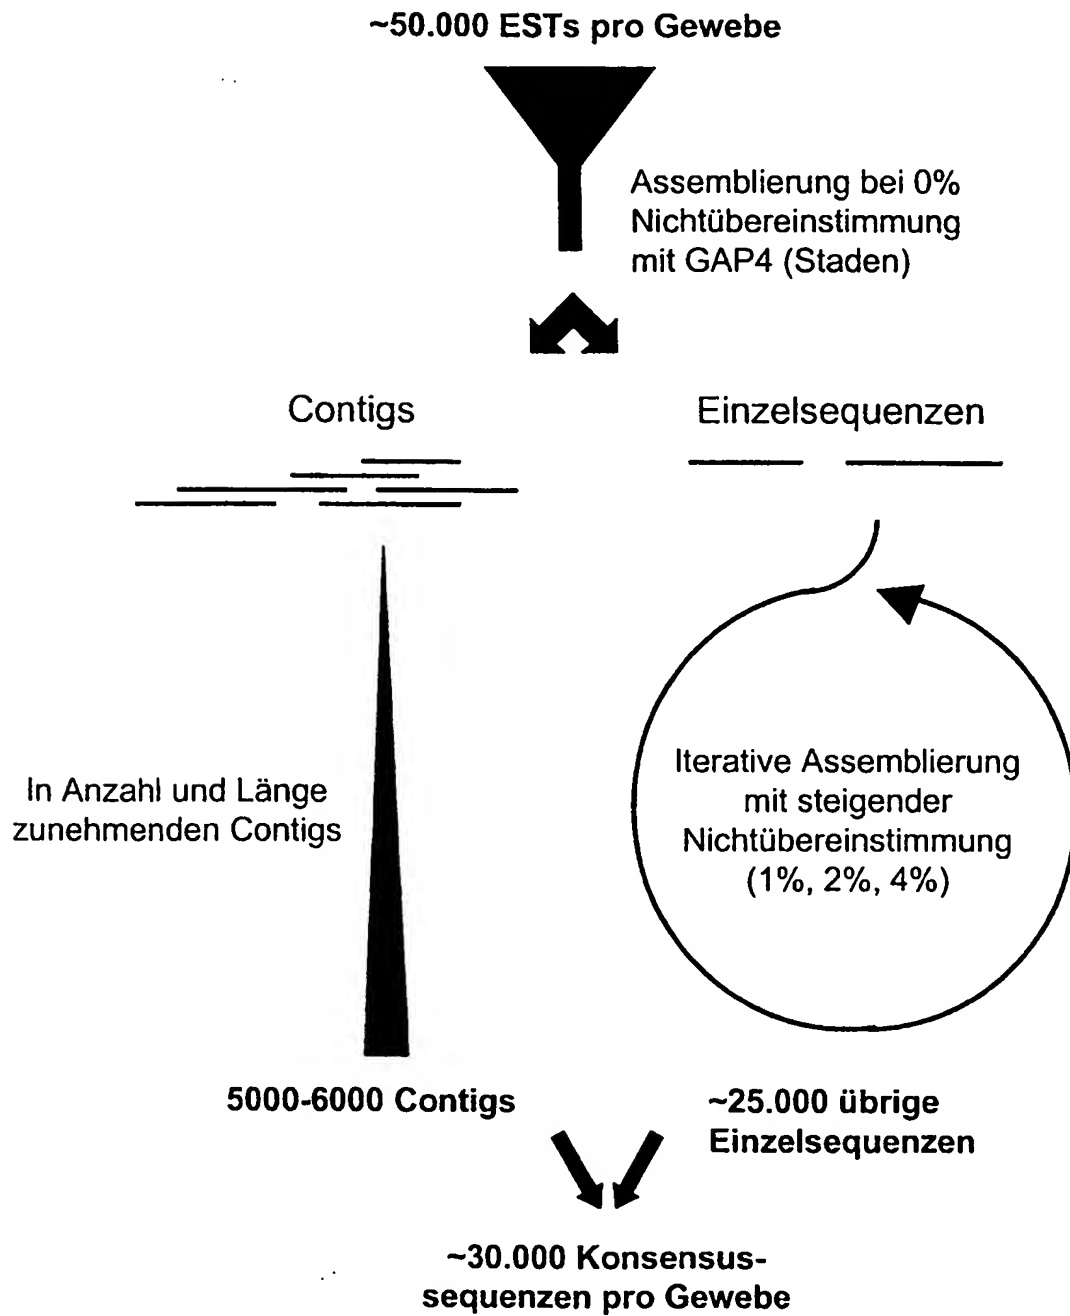 ~50.000 ESTs pro Gewebe
Assemblierung bei 0%
Nichtübereinstimmung
mit GAP4 (Staden)
Contigs
Einzelsequenzen
In Anzahl und Länge
zunehmenden Contigs
Iterative Assemblierung
mit steigender
Nichtübereinstimmung
(1%, 2%, 4%)
5000-6000 Contigs
~25.000 übrige
Einzelsequenzen
~30.000 Konsensus-
sequenzen pro Gewebe